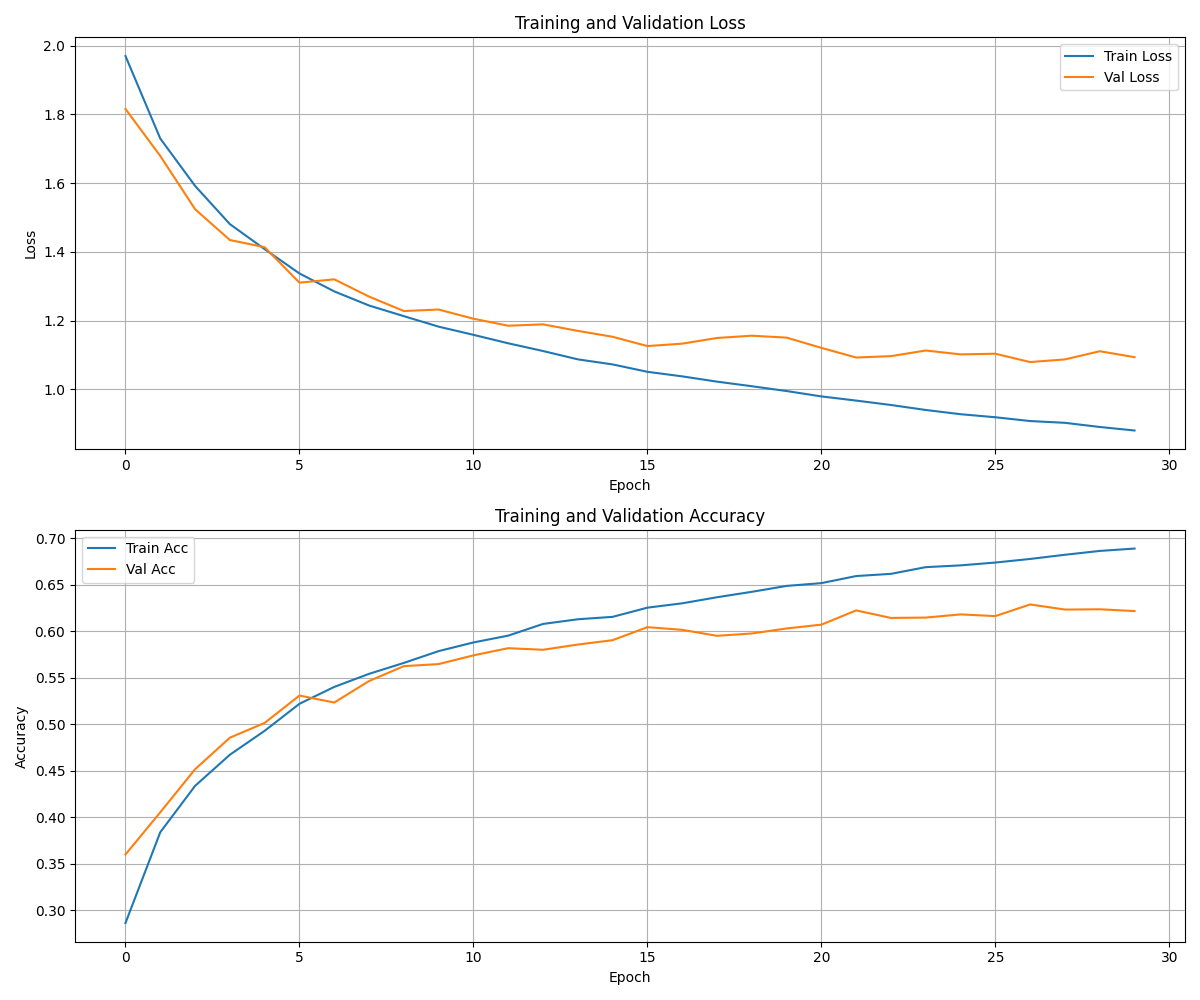 Training and Validation Loss
2.0
1.8
1.6
1.4
1.2
1.0
Loss
Train Loss
Val Loss
0 5 10 15 20 25 30
Epoch
Training and Validation Accuracy
0.70
0.65
0.60
0.55
0.50
0.45
0.40
0.35
0.30
Accuracy
Train Acc
Val Acc
0 5 10 15 20 25 30
Epoch